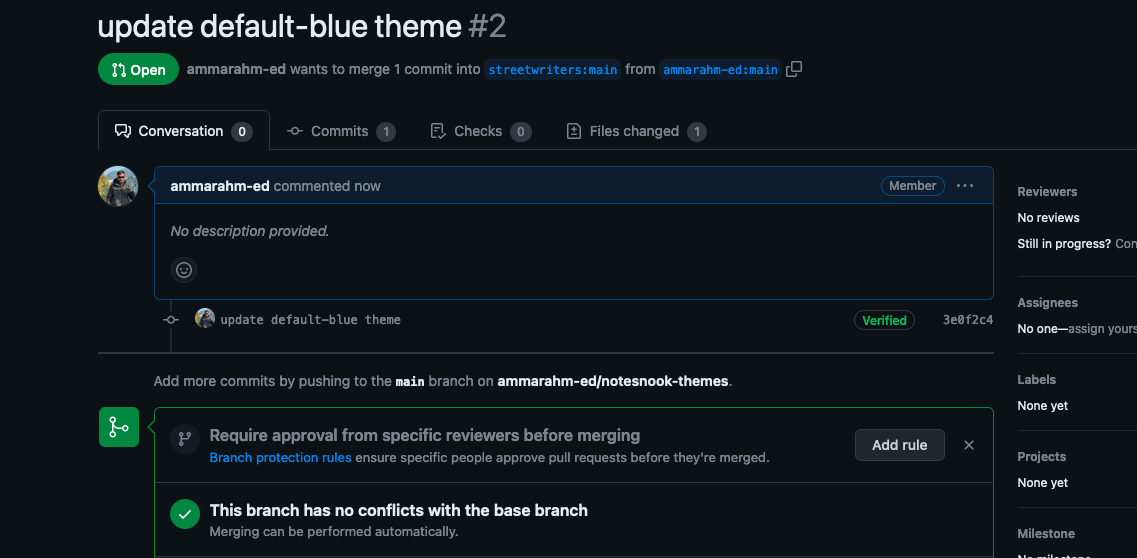 update default-blue theme #2
Open ammarahm-ed wants to merge 1 commit into streetwriters:main from ammarahm-ed:main
Conversation 0 Commits 1 Checks 0 Files changed 1
ammarahm-ed commented now Member
No description provided.
update default-blue theme Verified 3e0f2c4
Add more commits by pushing to the main branch on ammarahm-ed/notesnook-themes.
Require approval from specific reviewers before merging
Branch protection rules ensure specific people approve pull requests before they're merged.
Add rule
This branch has no conflicts with the base branch
Merging can be performed automatically.
Reviewers
No reviews
Still in progress? Con
Assignees
No one—assign yours
Labels
None yet
Projects
None yet
Milestone
No milestone